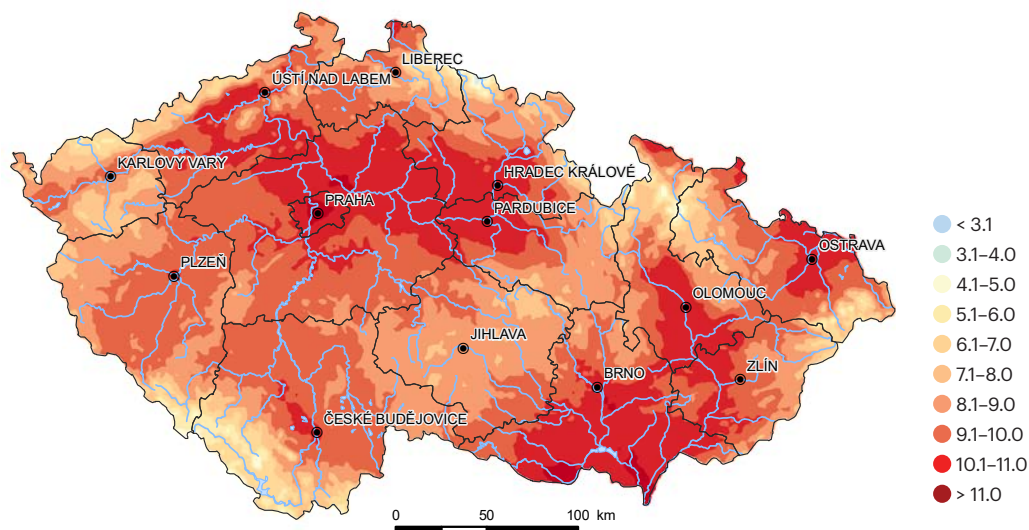 LIBEREC
ÚSTÍ NAD LABEM
KARLOVY VARY
HRADEC KRÁLOVÉ
PRAHA
PARDUBICE
OSTRAVA
PLZEŇ
OLOMOUC
JIHLAVA
ZLÍN
BRNO
ČESKÉ BUDĚJOVICE
< 3.1
3.1–4.0
4.1–5.0
5.1–6.0
6.1–7.0
7.1–8.0
8.1–9.0
9.1–10.0
10.1–11.0
> 11.0
0 50 100 km